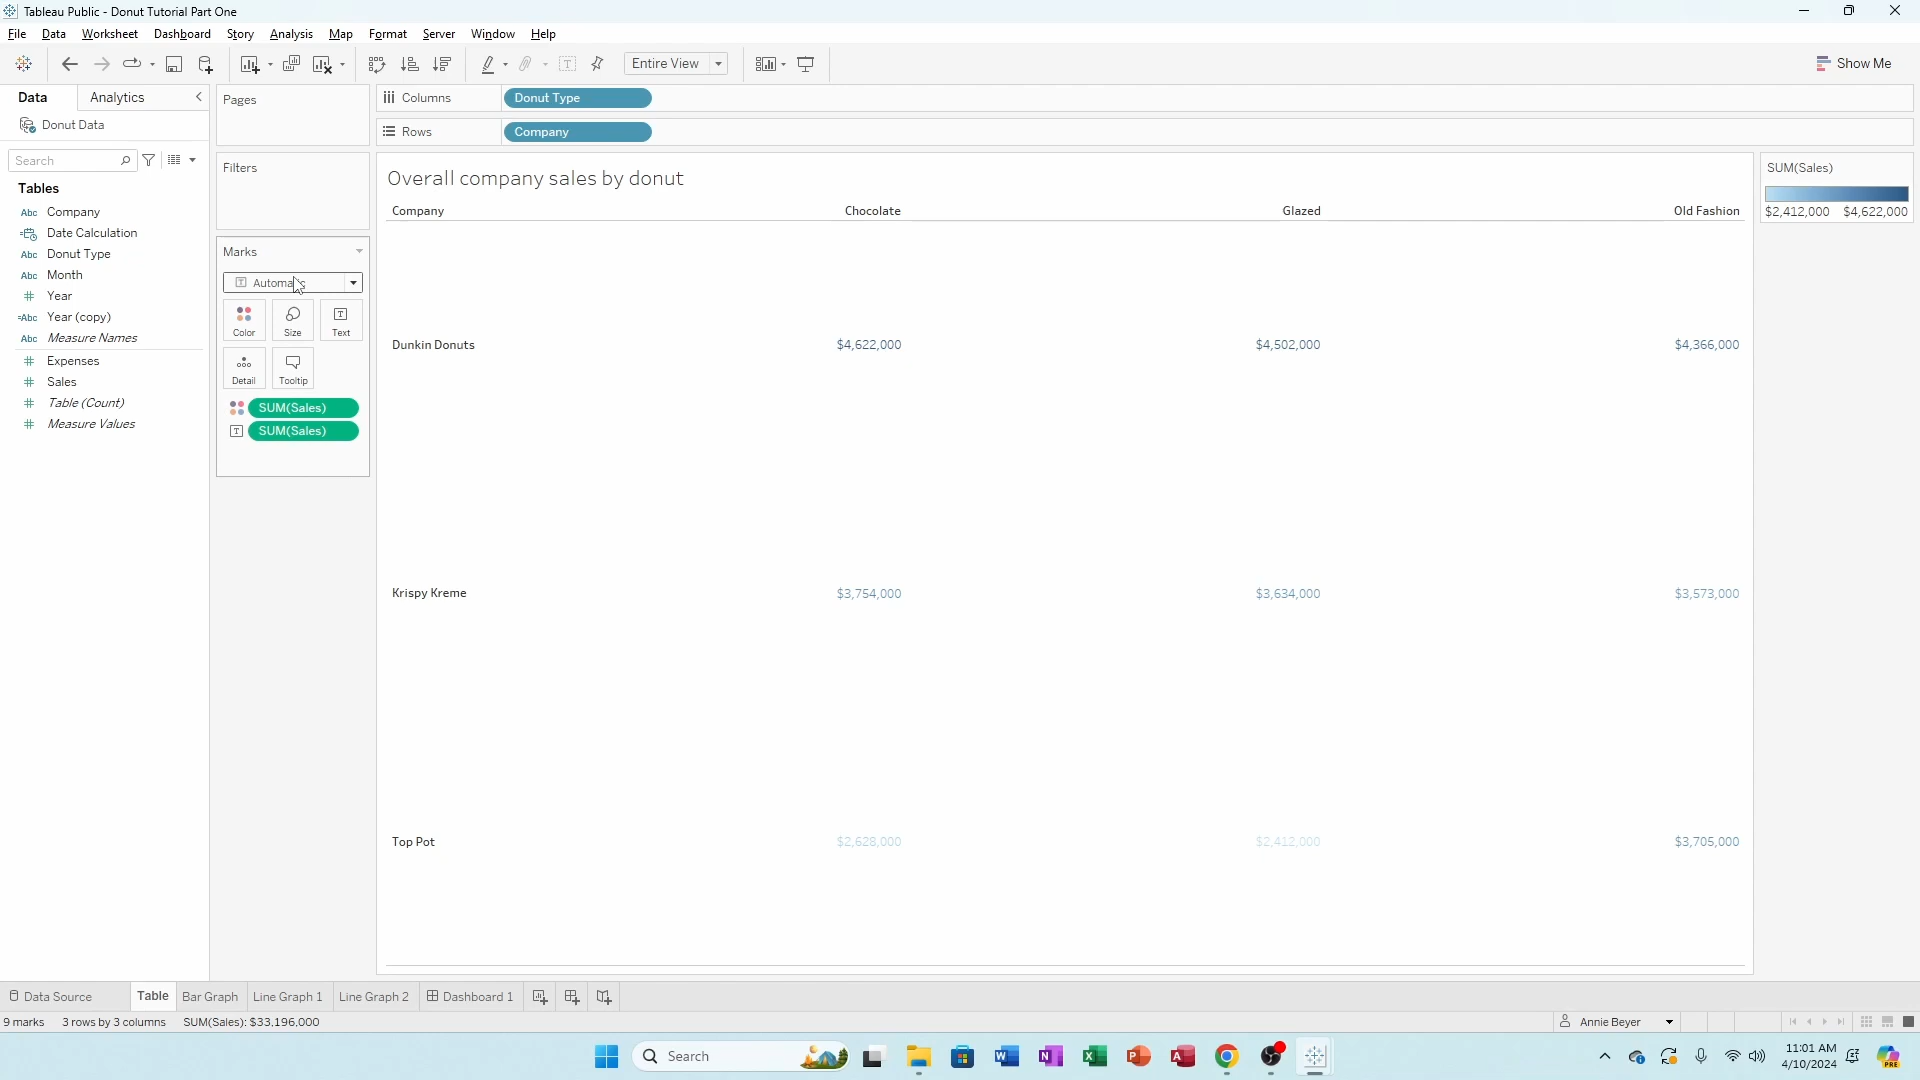 Tableau Public - Donut Tutorial Part One
File Data Worksheet Dashboard Story Analysis Map Format Server Window Help
Entire View
Show Me
Data Analytics
Pages
Columns Donut Type
Donut Data
Rows Company
Search
Filters
Overall company sales by donut
SUM(Sales)
$2,412,000 $4,622,000
Tables
Company Chocolate Glazed Old Fashion
Abc Company
Date Calculation
Abc Donut Type
Abc Month
# Year
=Abc Year (copy)
Abc Measure Names
# Expenses
# Sales
# Table (Count)
# Measure Values
Marks
Automatic
Color Size Text
Detail Tooltip
SUM(Sales)
SUM(Sales)
Dunkin Donuts $4,622,000 $4,502,000 $4,366,000
Krispy Kreme $3,754,000 $3,634,000 $3,573,000
Top Pot $2,628,000 $2,412,000 $3,705,000
Data Source Table Bar Graph Line Graph 1 Line Graph 2 Dashboard 1
9 marks 3 rows by 3 columns SUM(Sales): $33,196,000
Annie Beyer
Search
11:01 AM
4/10/2024
PRE